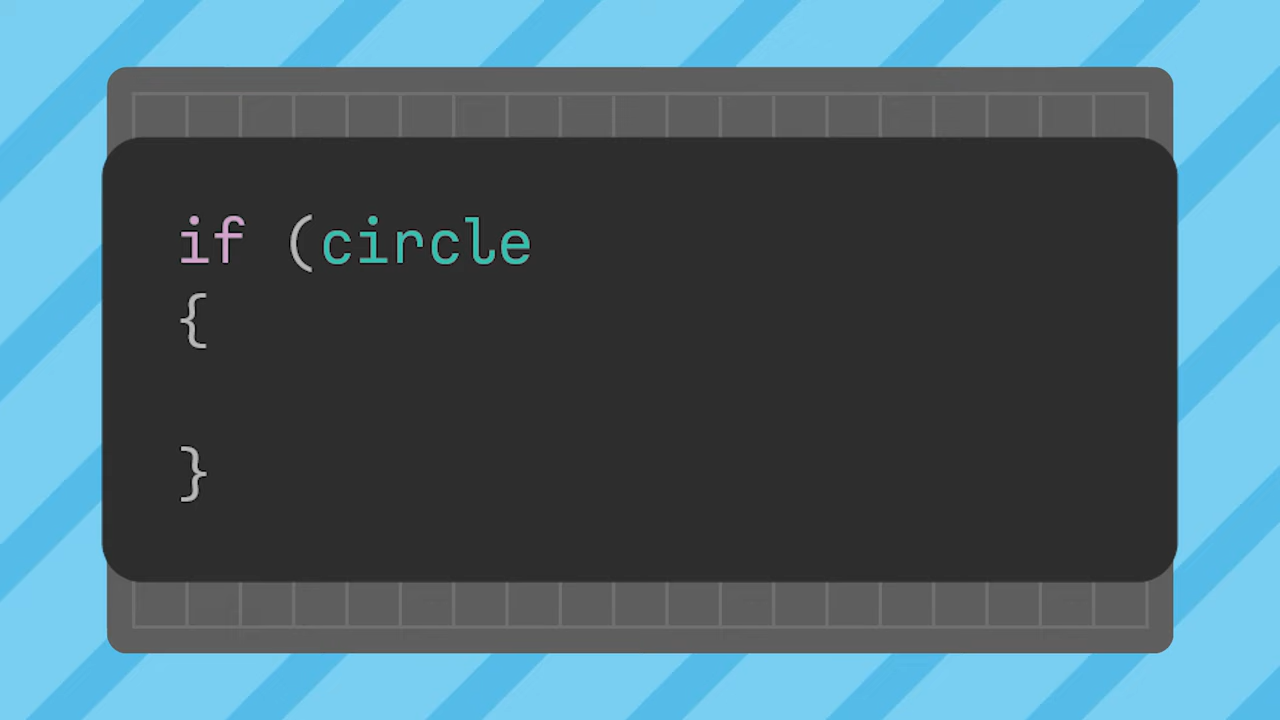 if (circle
{
}